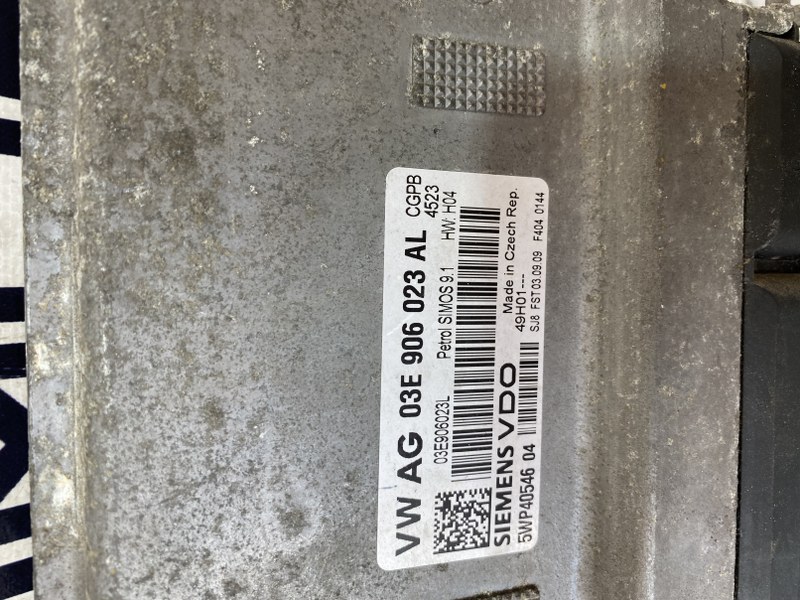 VW AG 03E 906 023 AL CGPB
03E906023L Petrol SIMOS 9.1 4523
HW: H04
SIEMENS VDO Made in Czech Rep.
5WP40546 04 49H01---
SJ8 FST 03.09.09 F404 0144